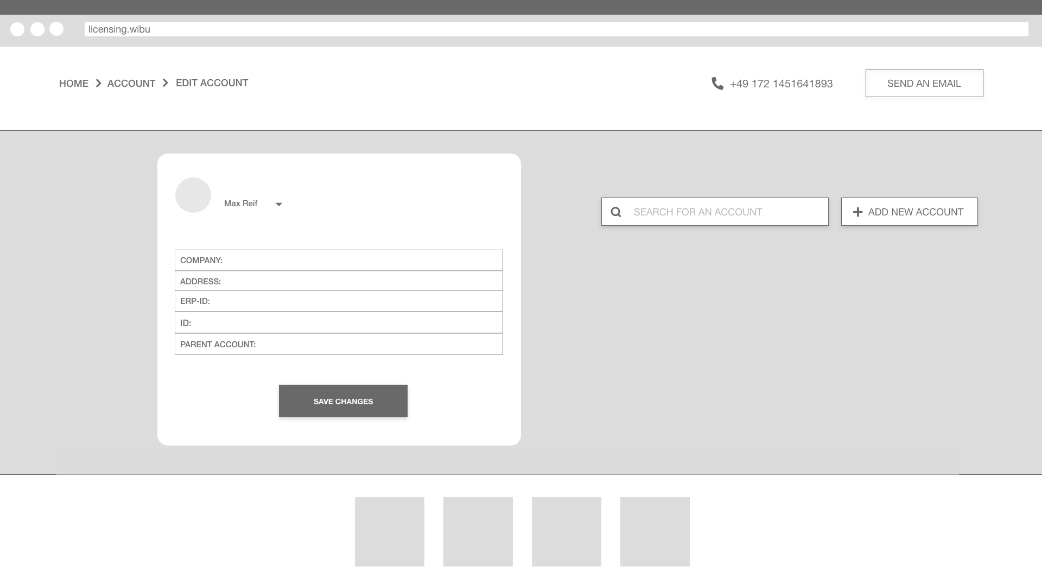 licensing.wibu
HOME > ACCOUNT > EDIT ACCOUNT
+49 172 1451641893
SEND AN EMAIL
Max Reif
SEARCH FOR AN ACCOUNT
+ ADD NEW ACCOUNT
COMPANY:
ADDRESS:
ERP-ID:
ID:
PARENT ACCOUNT:
SAVE CHANGES